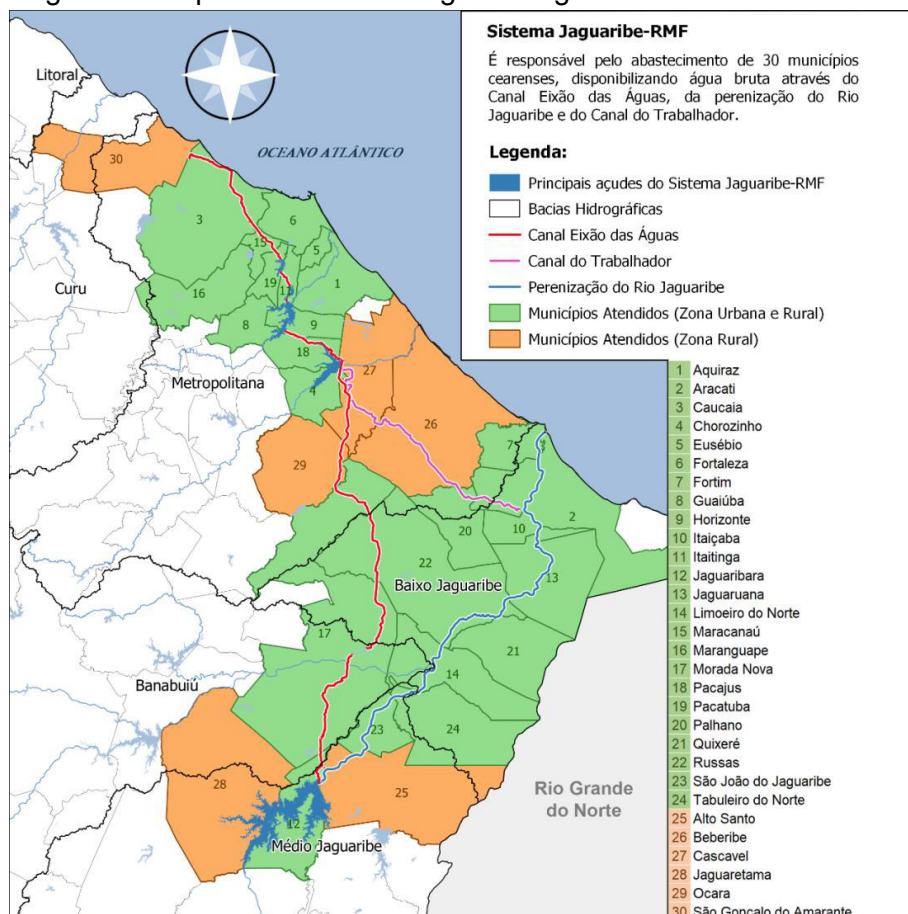 Sistema Jaguaribe-RMF
É responsável pelo abastecimento de 30 municípios
cearenses, disponibilizando água bruta através do
Canal Eixão das Águas, da perenização do Rio
Jaguaribe e do Canal do Trabalhador.
Legenda:
Principais açudes do Sistema Jaguaribe-RMF
Bacias Hidrográficas
Canal Eixão das Águas
Canal do Trabalhador
Perenização do Rio Jaguaribe
Municípios Atendidos (Zona Urbana e Rural)
Municípios Atendidos (Zona Rural)
1 Aquiraz
2 Aracati
3 Caucaia
4 Chorozinho
5 Eusébio
6 Fortaleza
7 Fortim
8 Guaiúba
9 Horizonte
10 Itaiçaba
11 Itaitinga
12 Jaguaribara
13 Jaguaruana
14 Limoeiro do Norte
15 Maracanaú
16 Maranguape
17 Morada Nova
18 Pacajus
19 Pacatuba
20 Palhano
21 Quixeré
22 Russas
23 São João do Jaguaribe
24 Tabuleiro do Norte
25 Alto Santo
26 Beberibe
27 Cascavel
28 Jaguaretama
29 Ocara
30 São Gonçalo do Amarante
Litoral
OCEANO ATLÂNTICO
30
3
6
15
5
19
11
1
Curu
16
8
9
18
27
Metropolitana
4
26
29
7
20
10
2
22
Baixo Jaguaribe
13
17
21
14
Banabuiú
23
24
28
25
Rio Grande
do Norte
12
Médio Jaguaribe